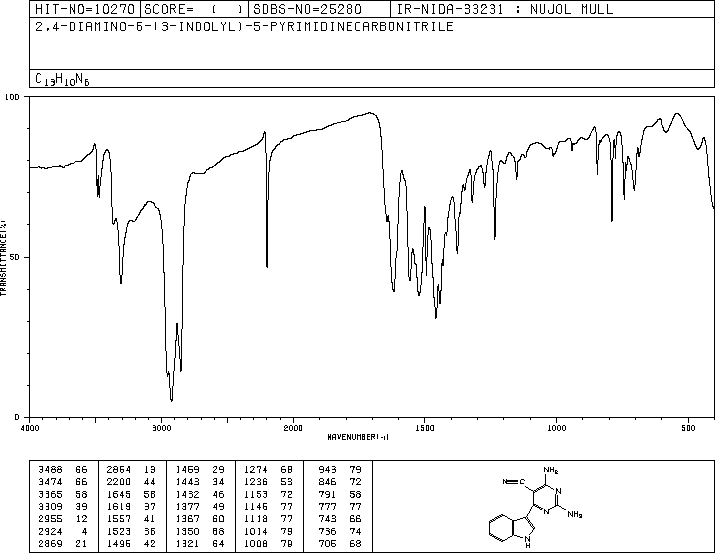 HIT-NO=10270 SCORE= ( ) SDBS-NO=25280 IR-NIDA-33231 : NUJOL MULL
2,4-DIAMINO-6-(3-INDOLYL)-5-PYRIMIDINECARBONITRILE
C13H10N6
100
50
0
TRANSMITTANCE(%)
4000 3000 2000 1500 1000 500
WAVENUMBER(-1)
3488 66 2854 13 1459 29 1274 68 943 79
3474 66 2200 44 1443 34 1236 53 846 72
3365 58 1645 58 1432 46 1153 72 791 58
3309 39 1619 37 1377 49 1146 77 777 77
2955 12 1557 41 1367 60 1118 77 743 66
2924 4 1523 36 1350 68 1014 79 736 74
2869 21 1495 42 1321 64 1008 79 706 68
NH2
N≡C
N
N
NH2
N
H